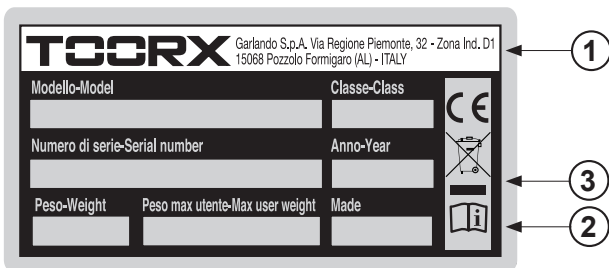 TOORX
Garlando S.p.A. Via Regione Piemonte, 32 - Zona Ind. D1
15068 Pozzolo Formigaro (AL) - ITALY
1
Modello-Model
Classe-Class
CE
Numero di serie-Serial number
Anno-Year
3
Peso-Weight
Peso max utente-Max user weight
Made
i
2